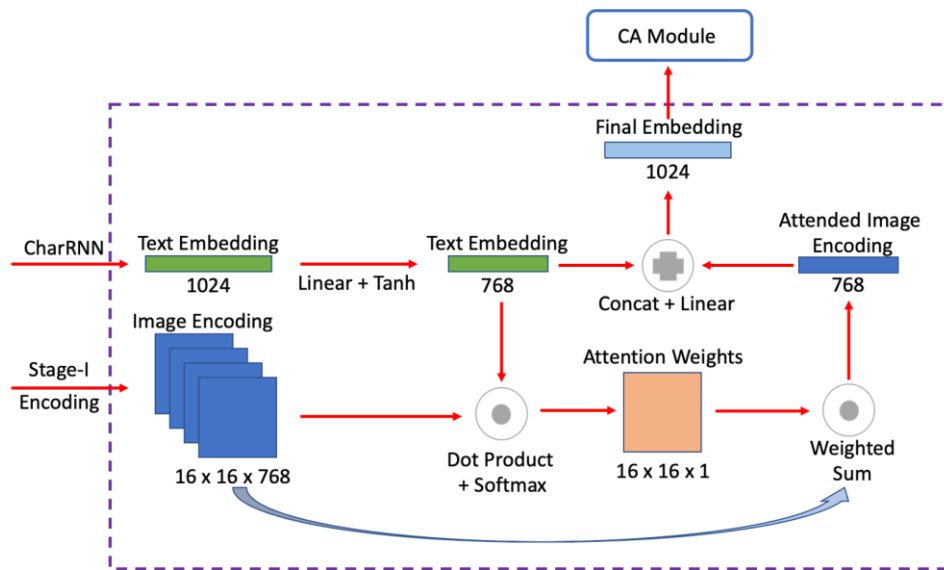 CA Module
Final Embedding
1024
CharRNN
Text Embedding
1024
Linear + Tanh
Text Embedding
768
Concat + Linear
Attended Image
Encoding
768
Stage-I
Encoding
Image Encoding
16 x 16 x 768
Dot Product
+ Softmax
Attention Weights
16 x 16 x 1
Weighted
Sum